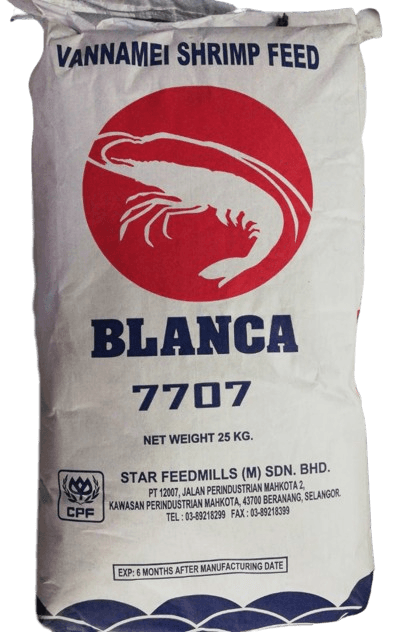 VANNAMEI SHRIMP FEED
BLANCA
7707
NET WEIGHT 25 KG.
STAR FEEDMILLS (M) SDN. BHD.
PT 12007, JALAN PERINDUSTRIAN MAHKOTA 2,
KAWASAN PERINDUSTRIAN MAHKOTA, 43700 BERANANG, SELANGOR.
TEL : 03-89218299 FAX : 03-89218399
CPF
EXP: 6 MONTHS AFTER MANUFACTURING DATE